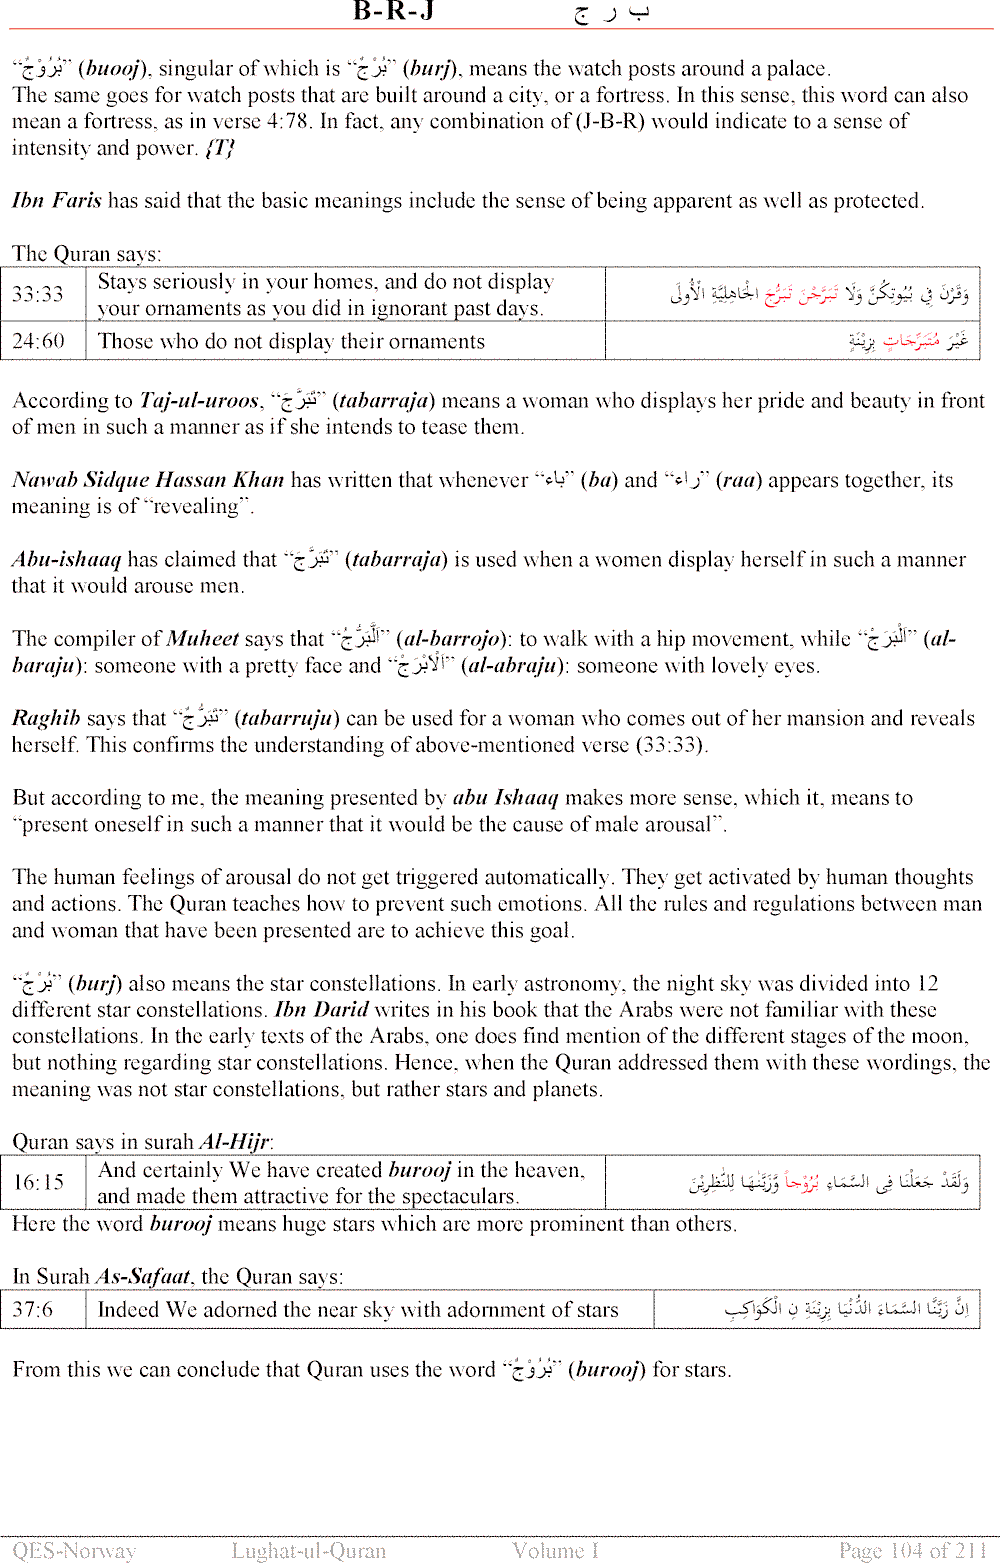 B-R-J ب ر ج
“بُرُوْجٌ” (buooj), singular of which is “بُرْجٌ” (burj), means the watch posts around a palace.
The same goes for watch posts that are built around a city, or a fortress. In this sense, this word can also
mean a fortress, as in verse 4:78. In fact, any combination of (J-B-R) would indicate to a sense of
intensity and power. {T}
Ibn Faris has said that the basic meanings include the sense of being apparent as well as protected.
The Quran says:
33:33 Stays seriously in your homes, and do not display
your ornaments as you did in ignorant past days.
وَقَرْنَ فِي بُيُوتِكُنَّ وَلَا تَبَرَّجْنَ تَبَرُّجَ الْجَاهِلِيَّةِ الْأُولَى
24:60 Those who do not display their ornaments غَيْرَ مُتَبَرِّجَاتٍ بِزِيْنَةٍ
According to Taj-ul-uroos, “تَبَرَّجَ” (tabarraja) means a woman who displays her pride and beauty in front
of men in such a manner as if she intends to tease them.
Nawab Sidque Hassan Khan has written that whenever “باء” (ba) and “راء” (raa) appears together, its
meaning is of “revealing”.
Abu-ishaaq has claimed that “تَبَرَّجَ” (tabarraja) is used when a women display herself in such a manner
that it would arouse men.
The compiler of Muheet says that “اَلَّبَرُّجُ” (al-barrojo): to walk with a hip movement, while “اَلْبَرَجْ” (al-
baraju): someone with a pretty face and “اَلْاَبْرَجْ” (al-abraju): someone with lovely eyes.
Raghib says that “تَبَرُّجٌ” (tabarruju) can be used for a woman who comes out of her mansion and reveals
herself. This confirms the understanding of above-mentioned verse (33:33).
But according to me, the meaning presented by abu Ishaaq makes more sense, which it, means to
“present oneself in such a manner that it would be the cause of male arousal”.
The human feelings of arousal do not get triggered automatically. They get activated by human thoughts
and actions. The Quran teaches how to prevent such emotions. All the rules and regulations between man
and woman that have been presented are to achieve this goal.
“بُرْجٌ” (burj) also means the star constellations. In early astronomy, the night sky was divided into 12
different star constellations. Ibn Darid writes in his book that the Arabs were not familiar with these
constellations. In the early texts of the Arabs, one does find mention of the different stages of the moon,
but nothing regarding star constellations. Hence, when the Quran addressed them with these wordings, the
meaning was not star constellations, but rather stars and planets.
Quran says in surah Al-Hijr:
16:15 And certainly We have created burooj in the heaven,
and made them attractive for the spectaculars.
وَلَقَدْ جَعَلْنَا فِى السَّمَاءِ بُرُوْجاً وَّزَيَّنّٰهَا لِلنّٰظِرِيْنَ
Here the word burooj means huge stars which are more prominent than others.
In Surah As-Safaat, the Quran says:
37:6 Indeed We adorned the near sky with adornment of stars اِنَّ زَيَّنَّا السَّمَاءَ الدُّنْيَا بِزِيْنَةِ نِ الْكَوَاكِبِ
From this we can conclude that Quran uses the word “بُرُوْجٌ” (burooj) for stars.
QES-Norway Lughat-ul-Quran Volume I Page 104 of 211